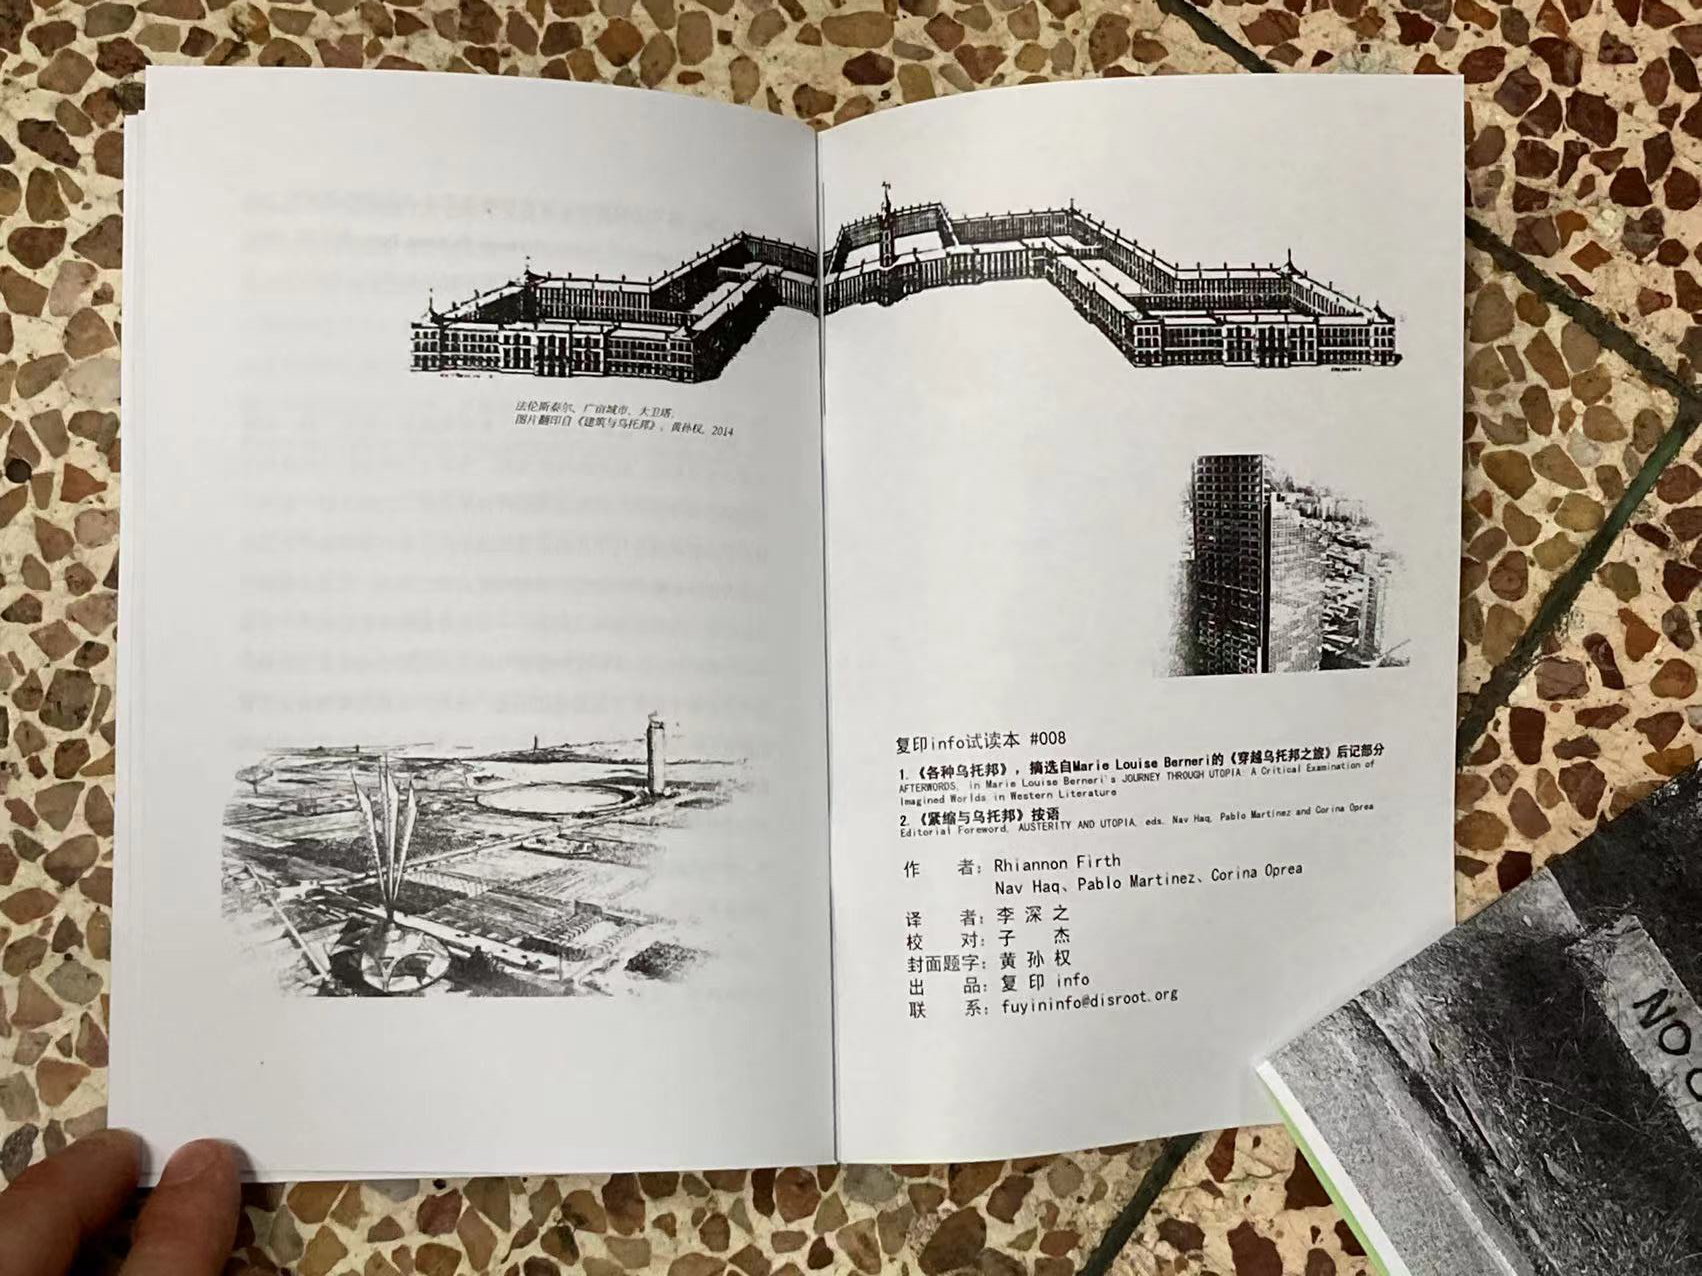 法伦斯泰尔、广亩城市、大卫塔,
图片翻印自《建筑与乌托邦》, 黄孙权, 2014
复印info试读本 #008
1.《各种乌托邦》, 摘选自Marie Louise Berneri的《穿越乌托邦之旅》后记部分
AFTERWORDS, in Marie Louise Berneri's JOURNEY THROUGH UTOPIA: A Critical Examination of
Imagined Worlds in Western Literature
2.《紧缩与乌托邦》按语
Editorial Foreword, AUSTERITY AND UTOPIA, eds. Nav Haq, Pablo Martinez and Corina Oprea
作 者: Rhiannon Firth
Nav Haq、Pablo Martinez、Corina Oprea
译 者: 李 深 之
校 对: 子 杰
封面题字: 黄 孙 权
出 品: 复 印 info
联 系: fuyininfo@disroot.org
NO